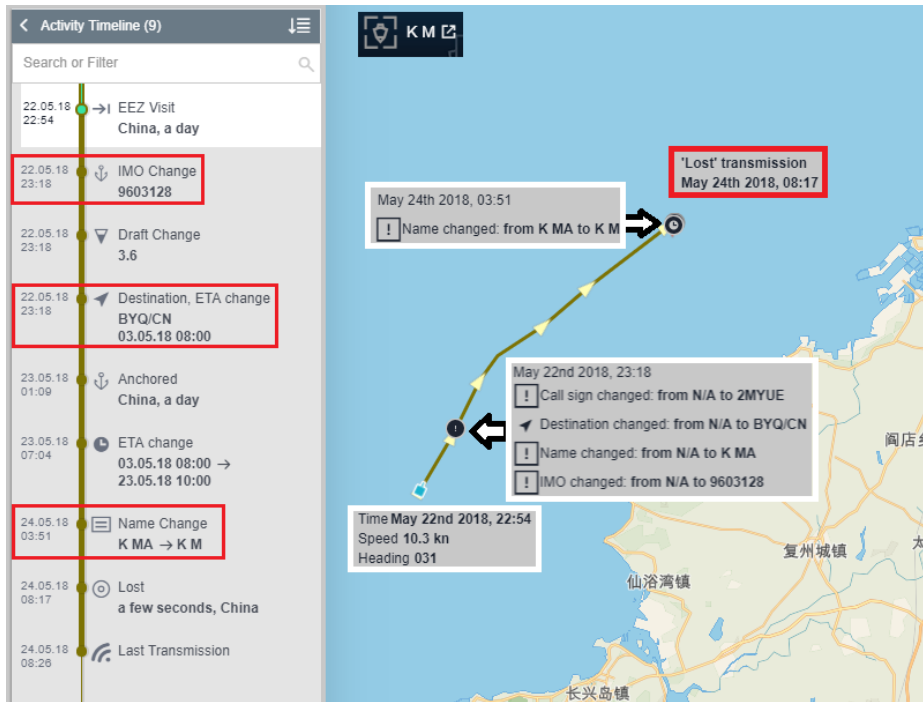 Activity Timeline (9)
Search or Filter
22.05.18
22:54
EEZ Visit
China, a day
22.05.18
23:18
IMO Change
9603128
22.05.18
23:18
Draft Change
3.6
22.05.18
23:18
Destination, ETA change
BYQ/CN
03.05.18 08:00
23.05.18
01:09
Anchored
China, a day
23.05.18
07:04
ETA change
03.05.18 08:00 →
23.05.18 10:00
24.05.18
03:51
Name Change
K MA → K M
24.05.18
08:17
Lost
a few seconds, China
24.05.18
08:26
Last Transmission
K M
'Lost' transmission
May 24th 2018, 08:17
May 24th 2018, 03:51
! Name changed: from K MA to K M
May 22nd 2018, 23:18
! Call sign changed: from N/A to 2MYUE
Destination changed: from N/A to BYQ/CN
! Name changed: from N/A to K MA
! IMO changed: from N/A to 9603128
!
Time May 22nd 2018, 22:54
Speed 10.3 kn
Heading 031
阎店乡
复州城镇
太
仙浴湾镇
长兴岛镇